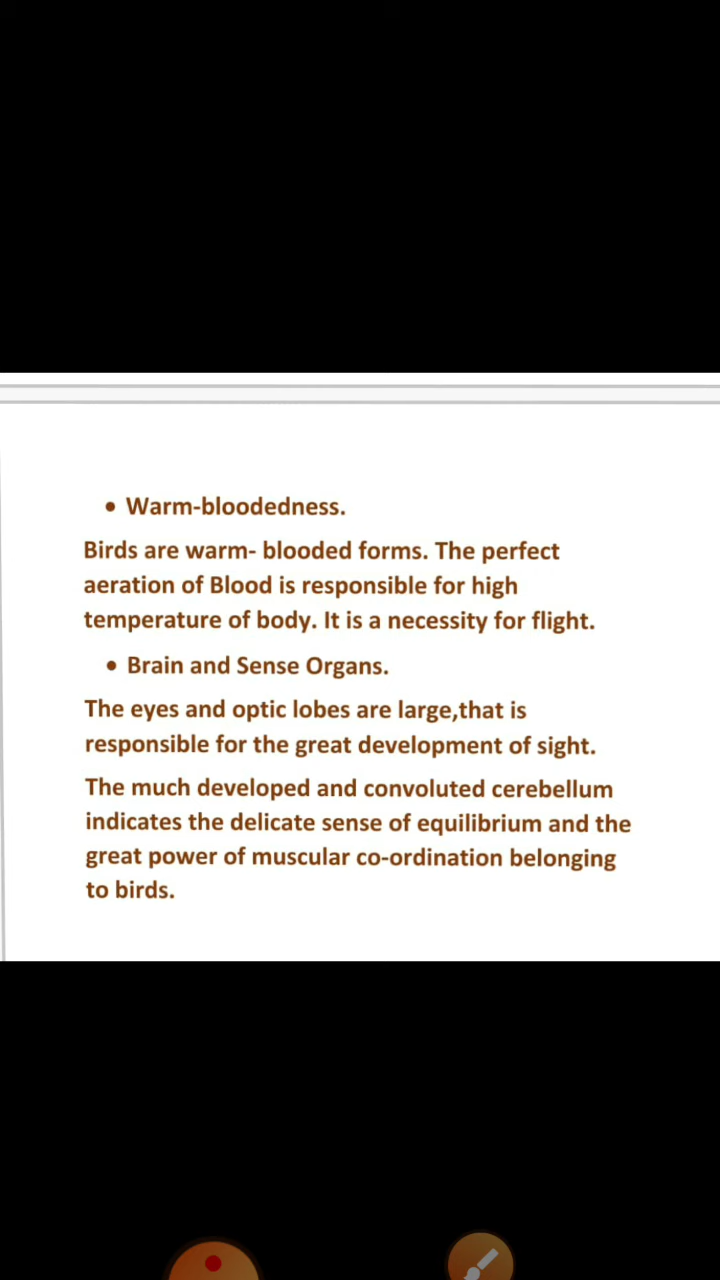 • Warm-bloodedness.
Birds are warm- blooded forms. The perfect
aeration of Blood is responsible for high
temperature of body. It is a necessity for flight.
• Brain and Sense Organs.
The eyes and optic lobes are large,that is
responsible for the great development of sight.
The much developed and convoluted cerebellum
indicates the delicate sense of equilibrium and the
great power of muscular co-ordination belonging
to birds.